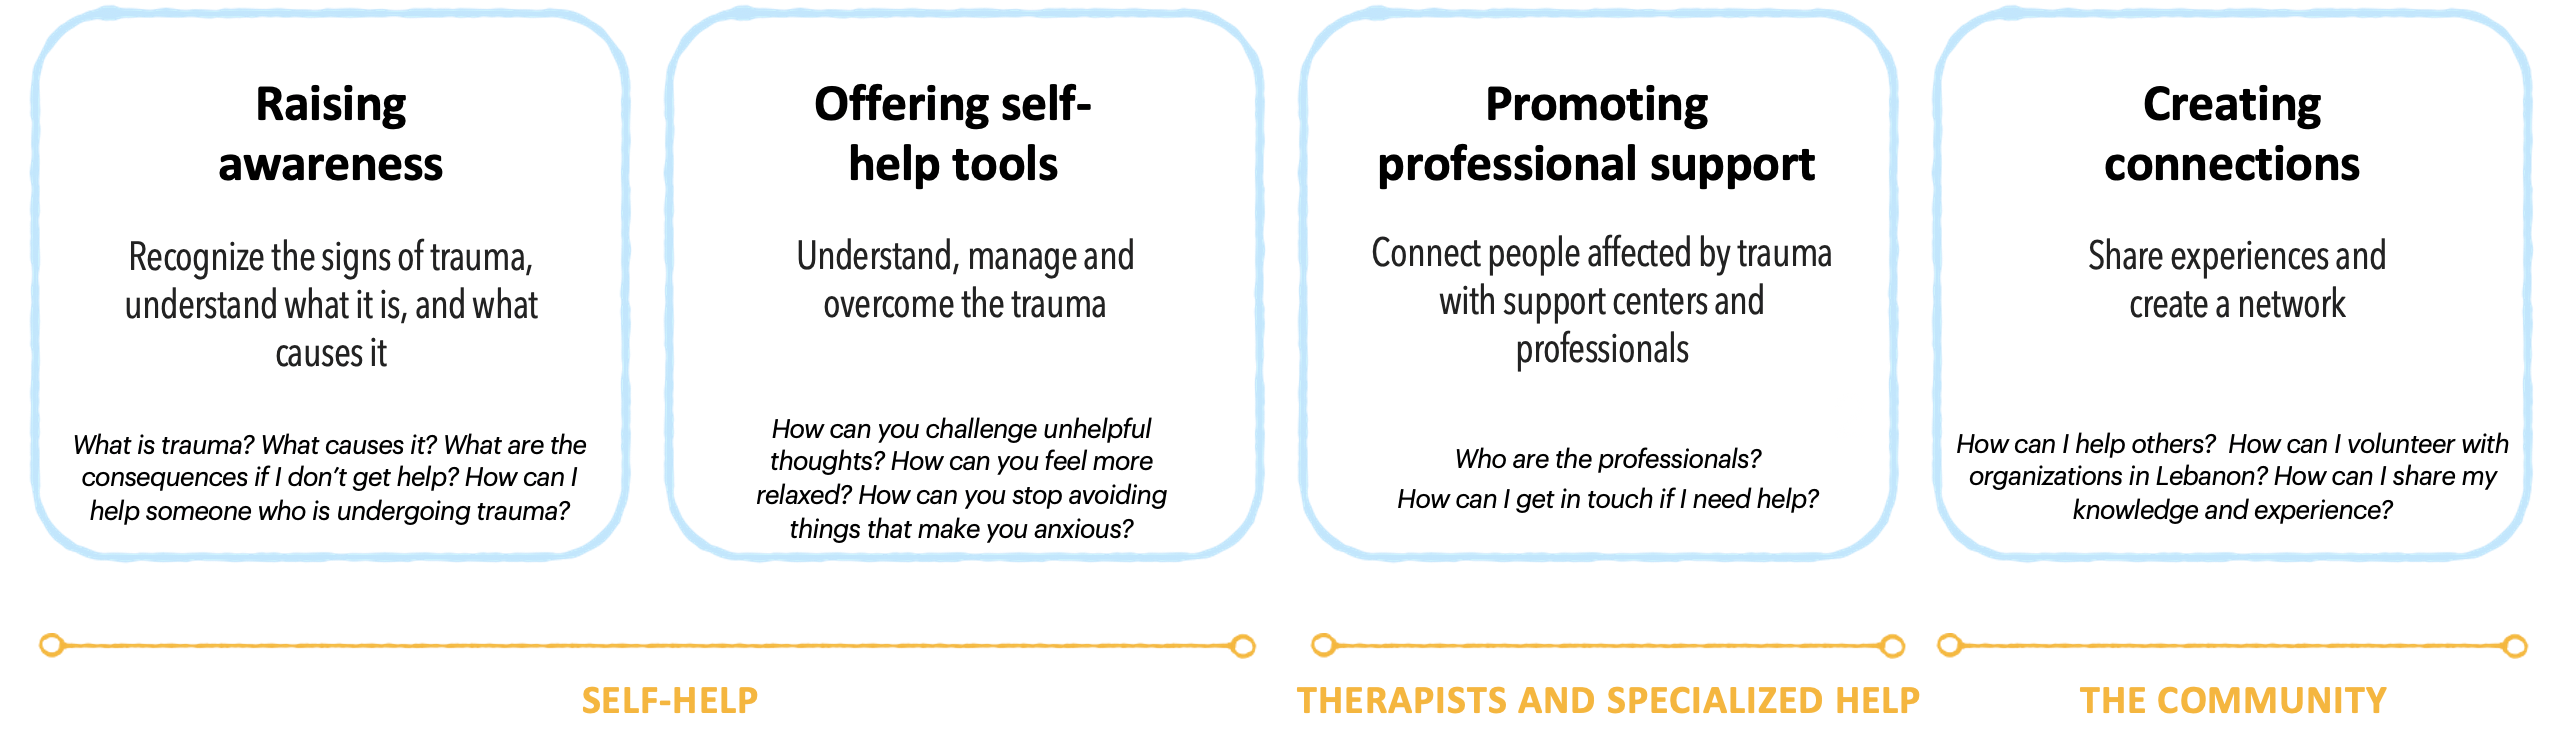 Raising
awareness
Recognize the signs of trauma,
understand what it is, and what
causes it
What is trauma? What causes it? What are the
consequences if I don’t get help? How can I
help someone who is undergoing trauma?
Offering self-
help tools
Understand, manage and
overcome the trauma
How can you challenge unhelpful
thoughts? How can you feel more
relaxed? How can you stop avoiding
things that make you anxious?
Promoting
professional support
Connect people affected by trauma
with support centers and
professionals
Who are the professionals?
How can I get in touch if I need help?
Creating
connections
Share experiences and
create a network
How can I help others?  How can I volunteer with
organizations in Lebanon? How can I share my
knowledge and experience?
SELF-HELP
THERAPISTS AND SPECIALIZED HELP
THE COMMUNITY